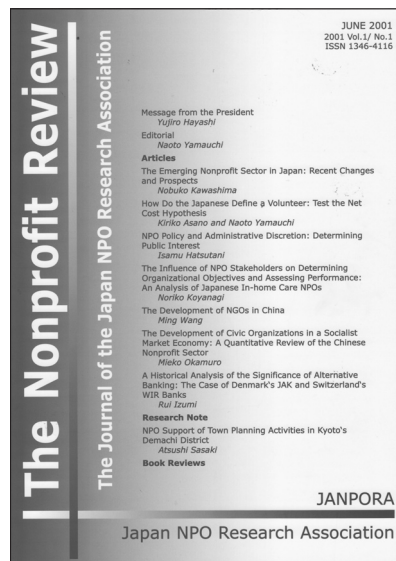 The Nonprofit Review
The Journal of the Japan NPO Research Association
JUNE 2001
2001 Vol.1/ No.1
ISSN 1346-4116
Message from the President
Yujiro Hayashi
Editorial
Naoto Yamauchi
Articles
The Emerging Nonprofit Sector in Japan: Recent Changes
and Prospects
Nobuko Kawashima
How Do the Japanese Define a Volunteer: Test the Net
Cost Hypothesis
Kiriko Asano and Naoto Yamauchi
NPO Policy and Administrative Discretion: Determining
Public Interest
Isamu Hatsutani
The Influence of NPO Stakeholders on Determining
Organizational Objectives and Assessing Performance:
An Analysis of Japanese In-home Care NPOs
Noriko Koyanagi
The Development of NGOs in China
Ming Wang
The Development of Civic Organizations in a Socialist
Market Economy: A Quantitative Review of the Chinese
Nonprofit Sector
Mieko Okamuro
A Historical Analysis of the Significance of Alternative
Banking: The Case of Denmark's JAK and Switzerland's
WIR Banks
Rui Izumi
Research Note
NPO Support of Town Planning Activities in Kyoto's
Demachi District
Atsushi Sasaki
Book Reviews
JANPORA
Japan NPO Research Association